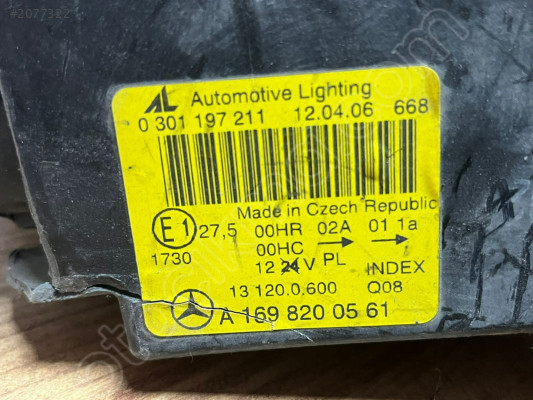 #2077322
AL Automotive Lighting
0 301 197 211 12.04.06 668
Made in Czech Republic
E1 27,5 00HR 02A 01 1a
1730 00HC → →
12 24 V PL INDEX
13 120.0.600 Q08
A 169 820 05 61